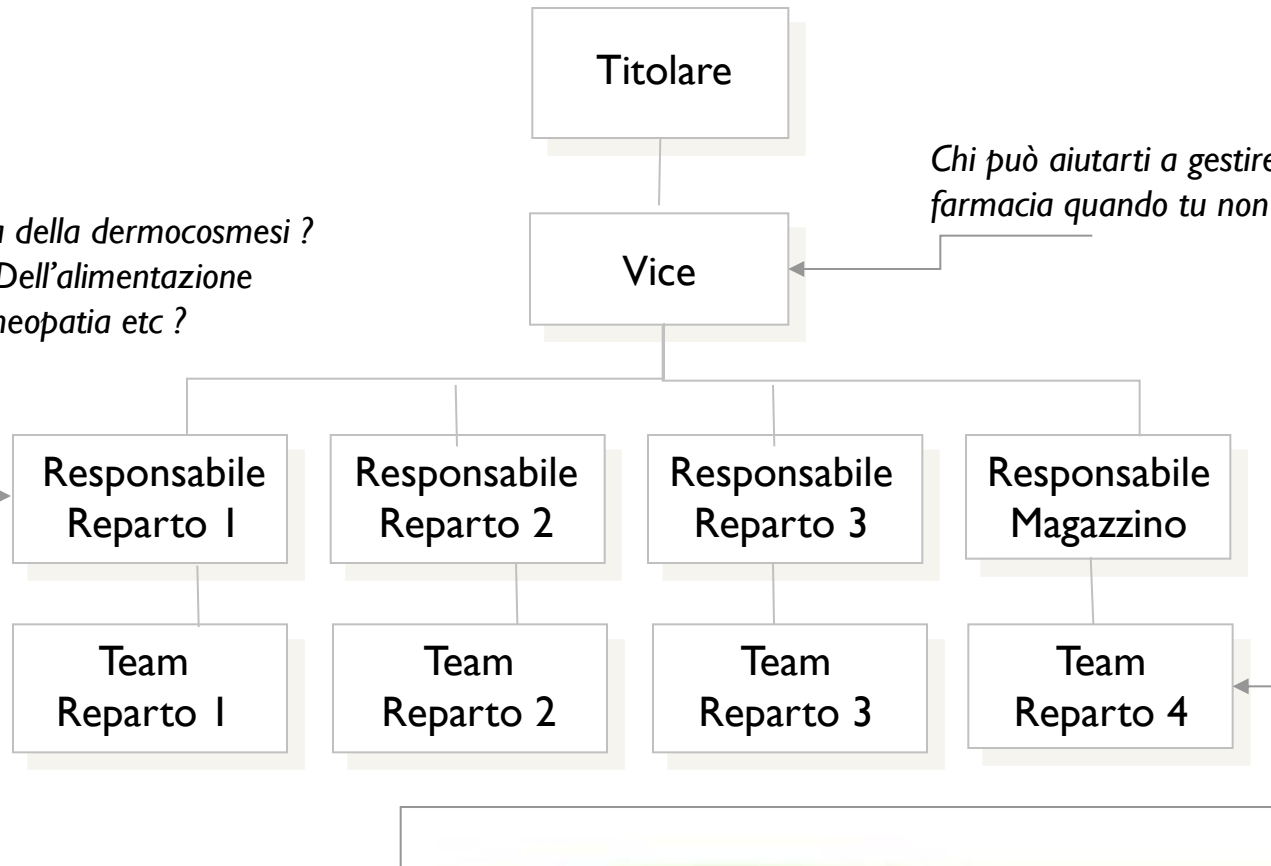 Titolare
Chi può aiutarti a gestire
farmacia quando tu non
della dermocosmesi ?
Dell’alimentazione
etc ?
Vice
Responsabile
Reparto 1
Responsabile
Reparto 2
Responsabile
Reparto 3
Responsabile
Magazzino
Team
Reparto 1
Team
Reparto 2
Team
Reparto 3
Team
Reparto 4